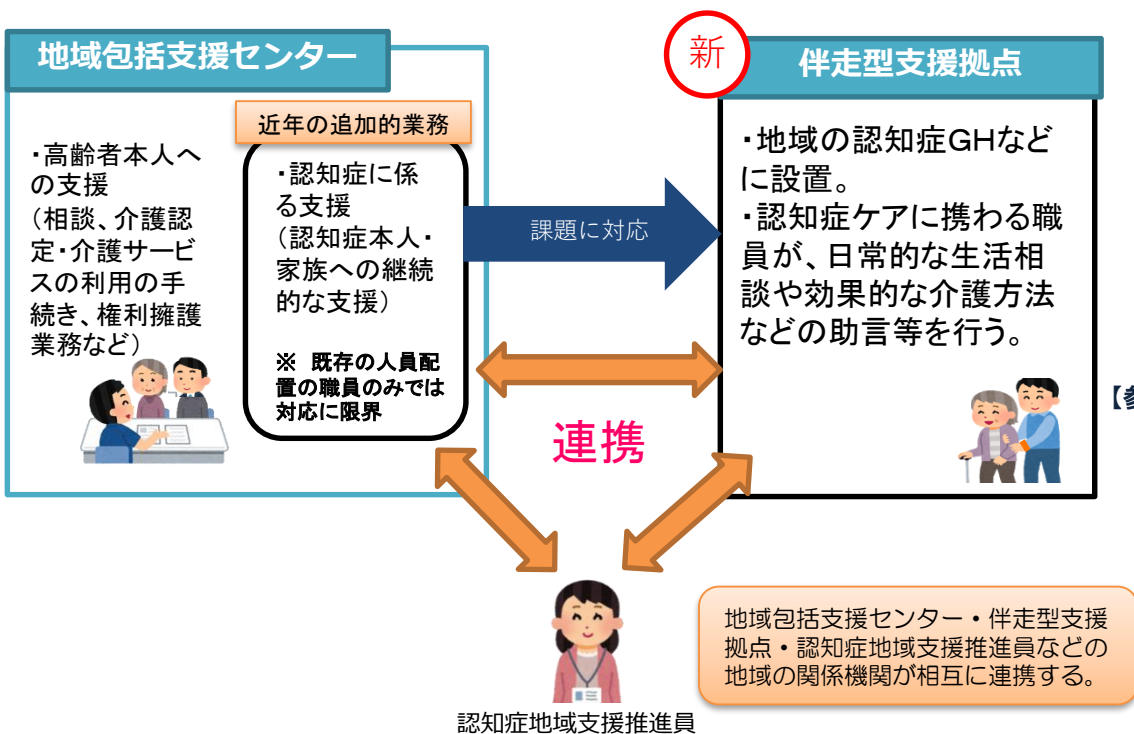 地域包括支援センター
近年の追加的業務
・高齢者本人へ
の支援
（相談、介護認
定・介護サービ
スの利用の手
続き、権利擁護
業務など）
・認知症に係
る支援
（認知症本人・
家族への継続
的な支援）
※　既存の人員配
置の職員のみでは
対応に限界
課題に対応
新
伴走型支援拠点
・地域の認知症GHなど
に設置。
・認知症ケアに携わる職
員が、日常的な生活相
談や効果的な介護方法
などの助言等を行う。
連携
認知症地域支援推進員
地域包括支援センター・伴走型支援
拠点・認知症地域支援推進員などの
地域の関係機関が相互に連携する。